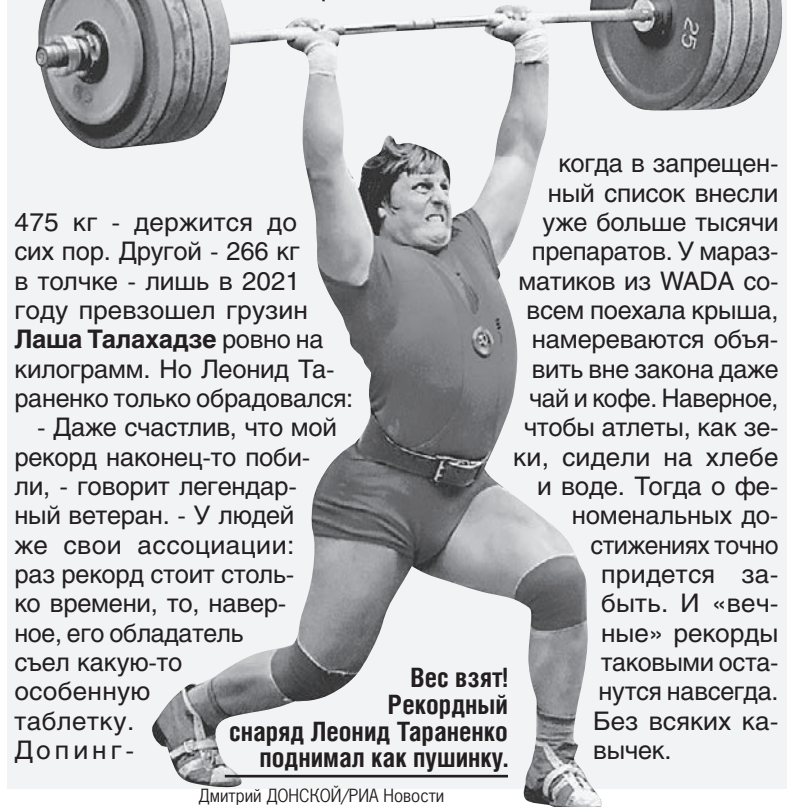 25
475 кг - держится до
сих пор. Другой - 266 кг
в толчке - лишь в 2021
году превзошел грузин
Лаша Талахадзе ровно на
килограмм. Но Леонид Та-
раненко только обрадовался:
- Даже счастлив, что мой
рекорд наконец-то поби-
ли, - говорит легендар-
ный ветеран. - У людей
же свои ассоциации:
раз рекорд стоит столь-
ко времени, то, навер-
ное, его обладатель
съел какую-то
особенную
таблетку.
Допинг-
когда в запрещен-
ный список внесли
уже больше тысячи
препаратов. У мараз-
матиков из WADA со-
всем поехала крыша,
намереваются объя-
вить вне закона даже
чай и кофе. Наверное,
чтобы атлеты, как зе-
ки, сидели на хлебе
и воде. Тогда о фе-
номенальных до-
стижениях точно
придется за-
быть. И «веч-
ные» рекорды
таковыми оста-
нутся навсегда.
Без всяких ка-
вычек.
Вес взят!
Рекордный
снаряд Леонид Тараненко
поднимал как пушинку.
Дмитрий ДОНСКОЙ/РИА Новости